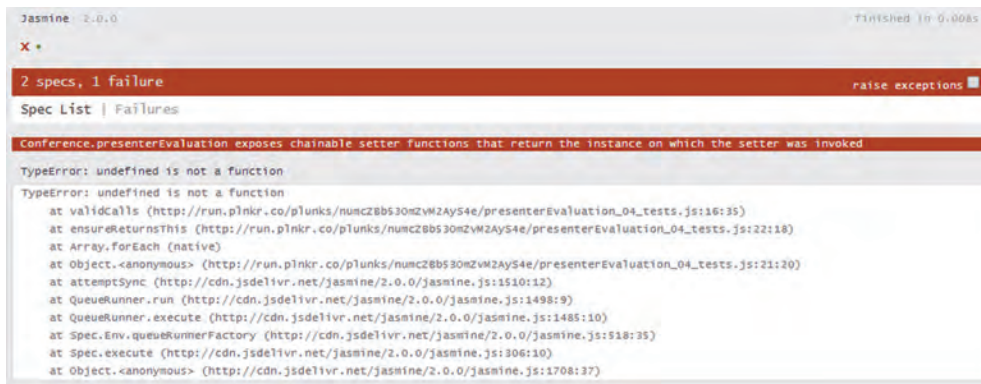 Jasmine 2.0.0 finished in 0.008s
x •
2 specs, 1 failure raise exceptions
Spec List | Failures
Conference.presenterEvaluation exposes chainable setter functions that return the instance on which the setter was invoked
TypeError: undefined is not a function
TypeError: undefined is not a function
at validCalls (http://run.plnkr.co/plunks/numcZBbS3OmZvM2AyS4e/presenterEvaluation_04_tests.js:16:35)
at ensureReturnsThis (http://run.plnkr.co/plunks/numcZBbS3OmZvM2AyS4e/presenterEvaluation_04_tests.js:22:18)
at Array.forEach (native)
at Object.<anonymous> (http://run.plnkr.co/plunks/numcZBbS3OmZvM2AyS4e/presenterEvaluation_04_tests.js:21:20)
at attemptSync (http://cdn.jsdelivr.net/jasmine/2.0.0/jasmine.js:1510:12)
at QueueRunner.run (http://cdn.jsdelivr.net/jasmine/2.0.0/jasmine.js:1498:9)
at QueueRunner.execute (http://cdn.jsdelivr.net/jasmine/2.0.0/jasmine.js:1485:10)
at Spec.Env.queueRunnerFactory (http://cdn.jsdelivr.net/jasmine/2.0.0/jasmine.js:518:35)
at Spec.execute (http://cdn.jsdelivr.net/jasmine/2.0.0/jasmine.js:306:10)
at Object.<anonymous> (http://cdn.jsdelivr.net/jasmine/2.0.0/jasmine.js:1708:37)